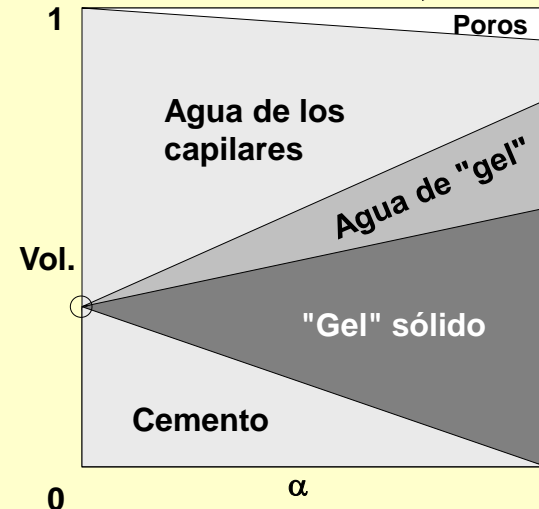 1
Poros
Agua de los
capilares
Agua de "gel"
Vol.
"Gel" sólido
Cemento
0
α